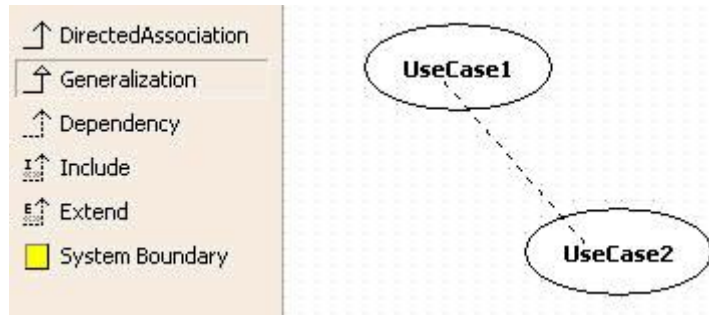 DirectedAssociation
Generalization
Dependency
Include
Extend
System Boundary
UseCase1
UseCase2